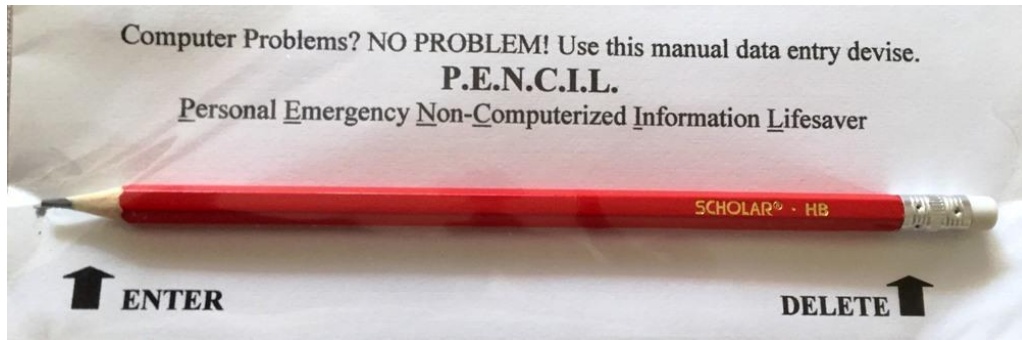 Computer Problems? NO PROBLEM! Use this manual data entry devise.
P.E.N.C.I.L.
Personal Emergency Non-Computerized Information Lifesaver
SCHOLAR® · HB
ENTER
DELETE